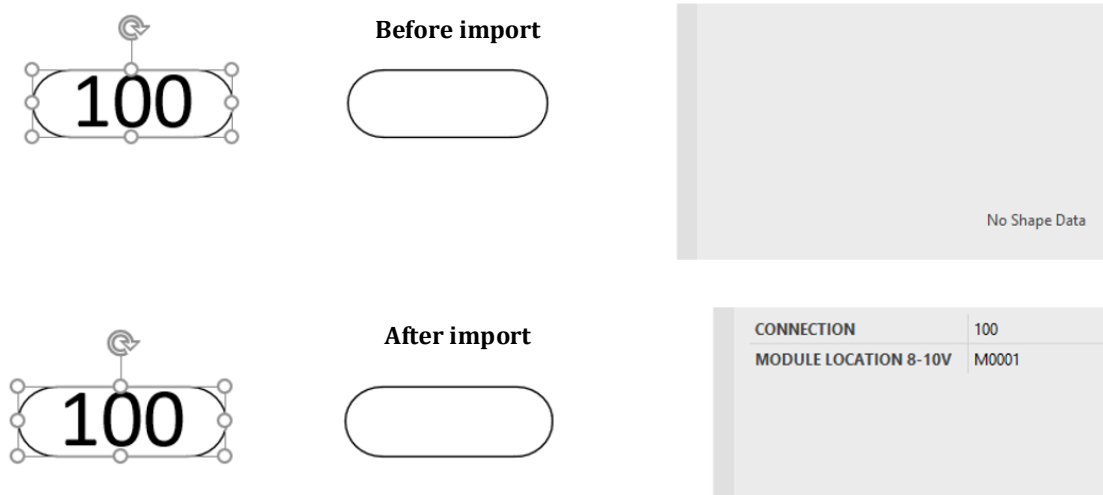 Before import
100
No Shape Data
After import
CONNECTION 100
MODULE LOCATION 8-10V M0001
100